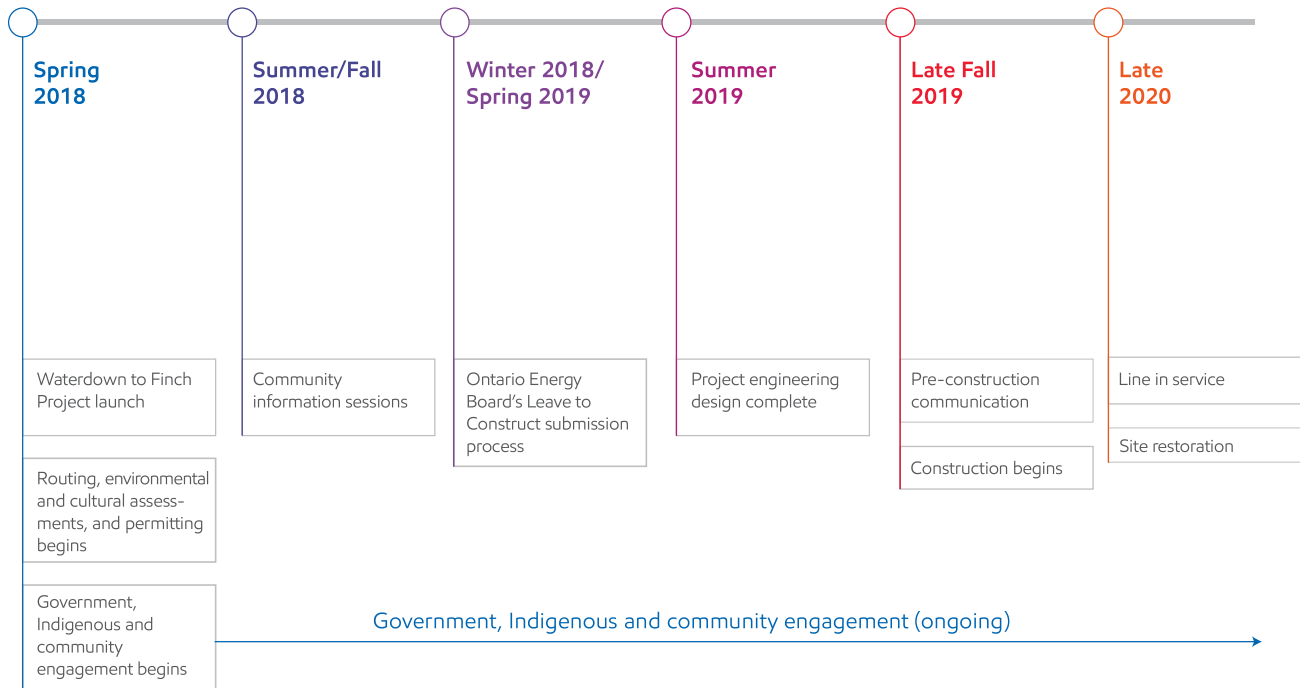 Spring
2018
Summer/Fall
2018
Winter 2018/
Spring 2019
Summer
2019
Late Fall
2019
Late
2020
Waterdown to Finch
Project launch
Routing, environmental
and cultural assess-
ments, and permitting
begins
Government,
Indigenous and
community
engagement begins
Community
information sessions
Ontario Energy
Board's Leave to
Construct submission
process
Project engineering
design complete
Pre-construction
communication
Construction begins
Line in service
Site restoration
Government, Indigenous and community engagement (ongoing)